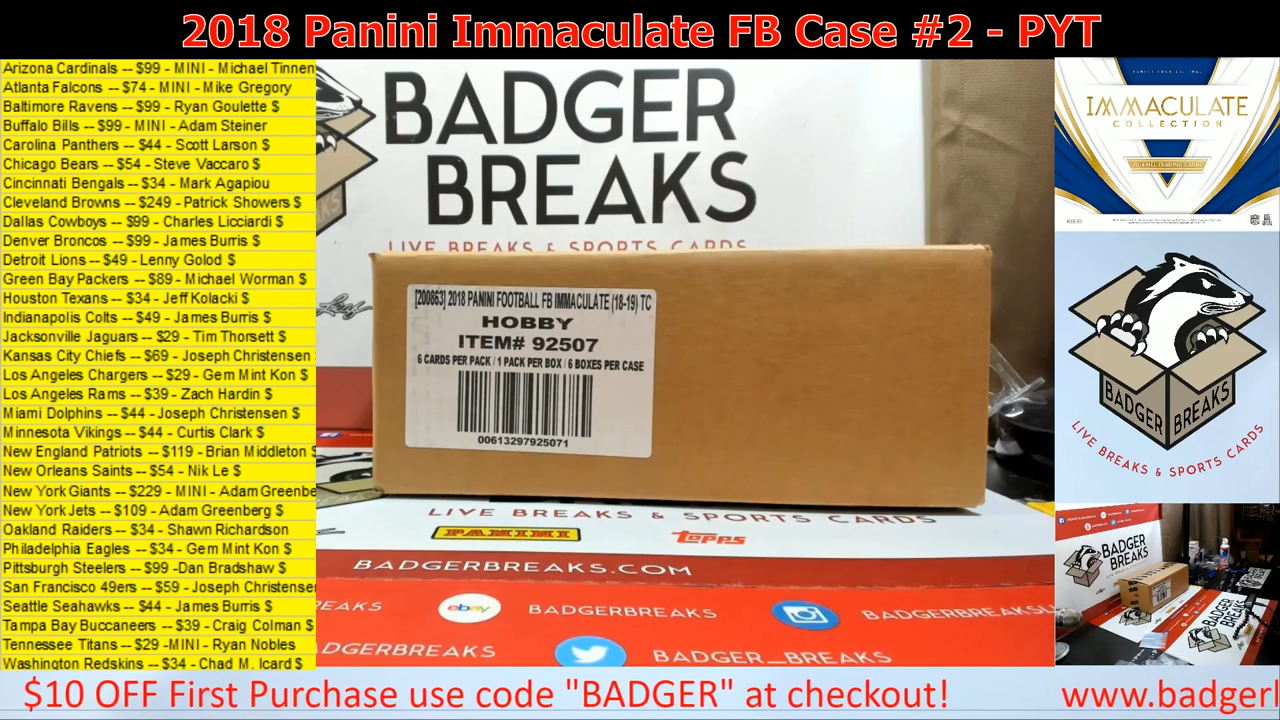 2018 Panini Immaculate FB Case #2 - PYT
Arizona Cardinals -- $99 - MINI - Michael Tinnen
Atlanta Falcons -- $74 - MINI - Mike Gregory
Baltimore Ravens -- $99 - Ryan Goulette $
Buffalo Bills -- $99 - MINI - Adam Steiner
Carolina Panthers -- $44 - Scott Larson $
Chicago Bears -- $54 - Steve Vaccaro $
Cincinnati Bengals -- $34 - Mark Agapiou
Cleveland Browns -- $249 - Patrick Showers $
Dallas Cowboys -- $99 - Charles Licciardi $
Denver Broncos -- $99 - James Burris $
Detroit Lions -- $49 - Lenny Golod $
Green Bay Packers -- $89 - Michael Worman $
Houston Texans -- $34 - Jeff Kolacki $
Indianapolis Colts -- $49 - James Burris $
Jacksonville Jaguars -- $29 - Tim Thorsett $
Kansas City Chiefs -- $69 - Joseph Christensen
Los Angeles Chargers -- $29 - Gem Mint Kon $
Los Angeles Rams -- $39 - Zach Hardin $
Miami Dolphins -- $44 - Joseph Christensen $
Minnesota Vikings -- $44 - Curtis Clark $
New England Patriots -- $119 - Brian Middleton $
New Orleans Saints -- $54 - Nik Le $
New York Giants -- $229 - MINI - Adam Greenbe
New York Jets -- $109 - Adam Greenberg $
Oakland Raiders -- $34 - Shawn Richardson
Philadelphia Eagles -- $34 - Gem Mint Kon $
Pittsburgh Steelers -- $99 -Dan Bradshaw $
San Francisco 49ers -- $59 - Joseph Christensen
Seattle Seahawks -- $44 - James Burris $
Tampa Bay Buccaneers -- $39 - Craig Colman $
Tennessee Titans -- $29 -MINI - Ryan Nobles
Washington Redskins -- $34 - Chad M. Icard $
BADGER
BREAKS
LIVE BREAKS & SPORTS CARDS
[200863] 2018 PANINI FOOTBALL FB IMMACULATE (18-19) TC
HOBBY
ITEM# 92507
6 CARDS PER PACK / 1 PACK PER BOX / 6 BOXES PER CASE
00613297925071
LIVE BREAKS & SPORTS CARDS
PANINI
topps
BADGERBREAKS.COM
EAKS
ebay
BADGERBREAKS
BADGERBREAKSL
ADGERBREAKS
BADGER_BREAKS
IMMACULATE
COLLECTION
BADGER BREAKS
LIVE BREAKS & SPORTS CARDS
BADGER
BREAKS
$10 OFF First Purchase use code "BADGER" at checkout!
www.badgerl